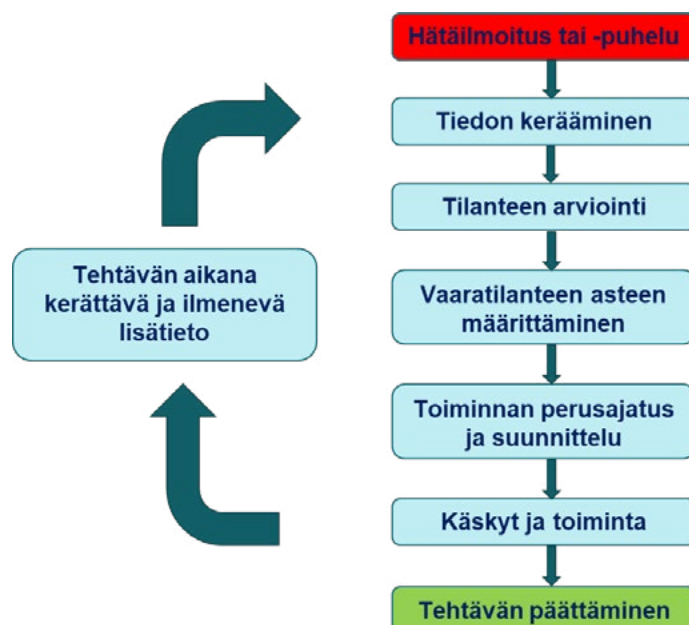 Hätäilmoitus tai -puhelu
Tiedon kerääminen
Tilanteen arviointi
Tehtävän aikana
kerättävä ja ilmenevä
lisätieto
Vaaratilanteen asteen
määrittäminen
Toiminnan perusajatus
ja suunnittelu
Käskyt ja toiminta
Tehtävän päättäminen